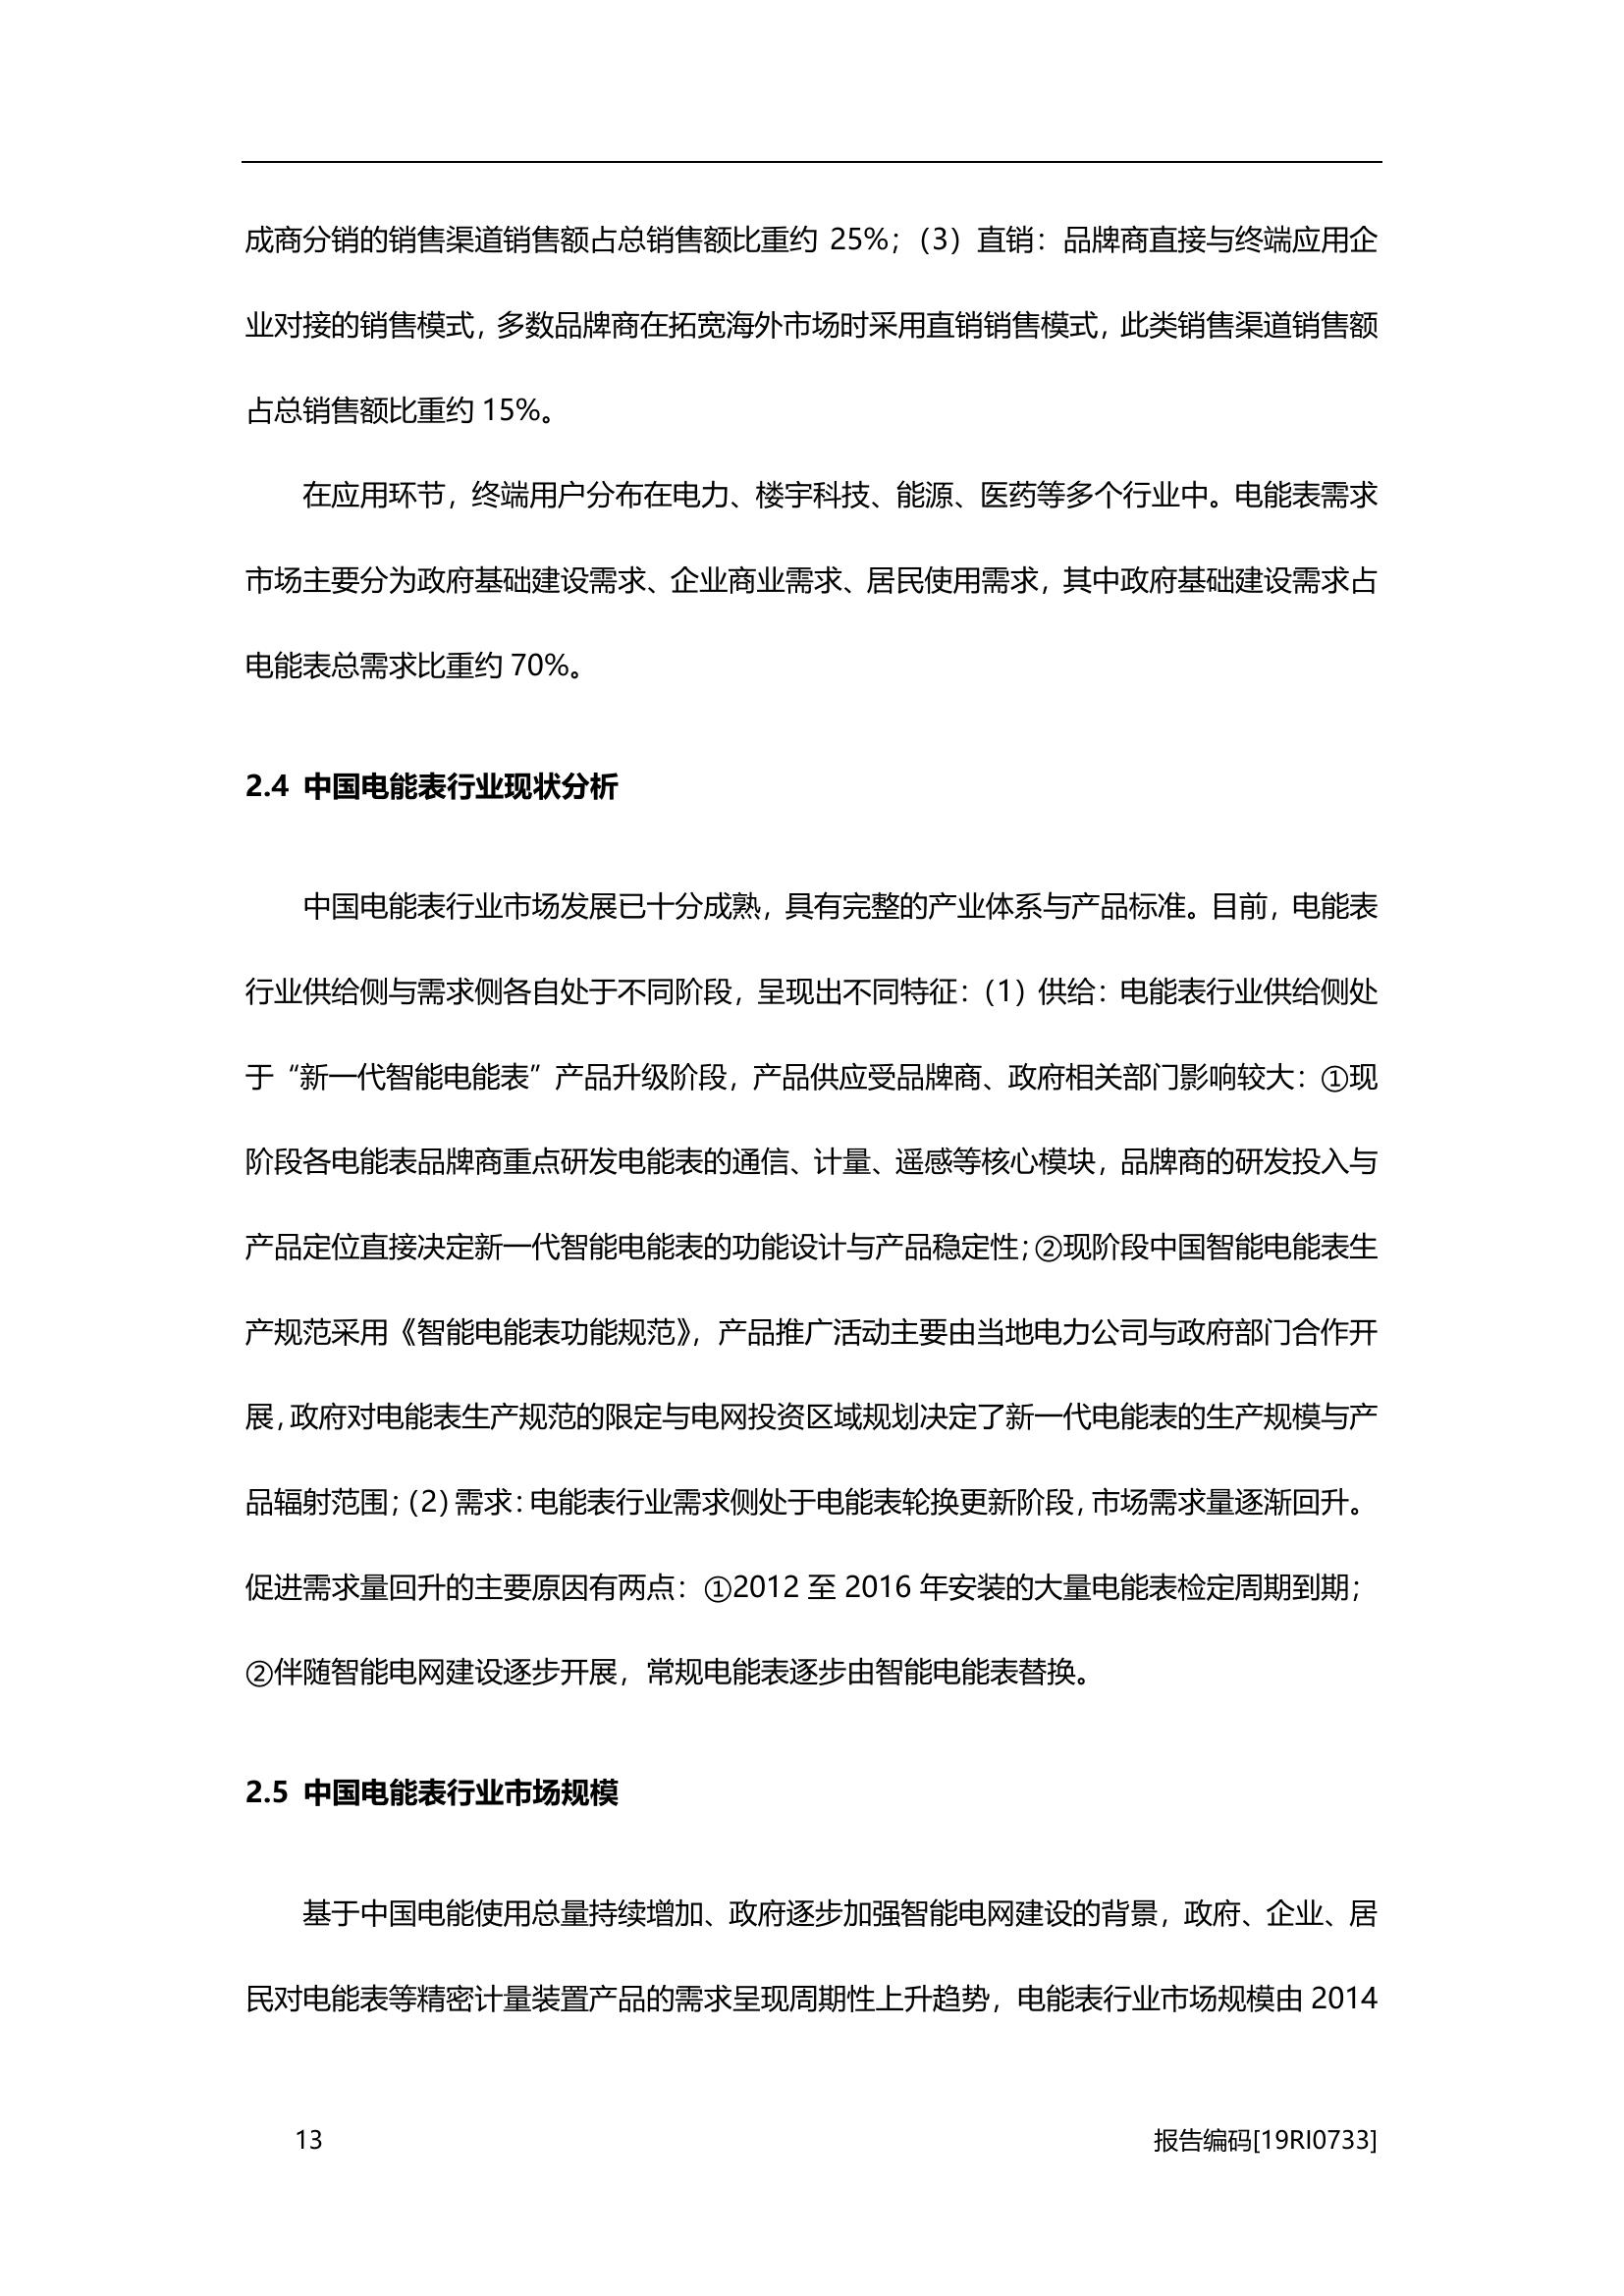 成商分销的销售渠道销售额占总销售额比重约 25%；（3）直销：品牌商直接与终端应用企
业对接的销售模式，多数品牌商在拓宽海外市场时采用直销销售模式，此类销售渠道销售额
占总销售额比重约 15%。
在应用环节，终端用户分布在电力、楼宇科技、能源、医药等多个行业中。电能表需求
市场主要分为政府基础建设需求、企业商业需求、居民使用需求，其中政府基础建设需求占
电能表总需求比重约 70%。
2.4 中国电能表行业现状分析
中国电能表行业市场发展已十分成熟，具有完整的产业体系与产品标准。目前，电能表
行业供给侧与需求侧各自处于不同阶段，呈现出不同特征：（1）供给：电能表行业供给侧处
于“新一代智能电能表”产品升级阶段，产品供应受品牌商、政府相关部门影响较大：①现
阶段各电能表品牌商重点研发电能表的通信、计量、遥感等核心模块，品牌商的研发投入与
产品定位直接决定新一代智能电能表的功能设计与产品稳定性；②现阶段中国智能电能表生
产规范采用《智能电能表功能规范》，产品推广活动主要由当地电力公司与政府部门合作开
展，政府对电能表生产规范的限定与电网投资区域规划决定了新一代电能表的生产规模与产
品辐射范围；（2）需求：电能表行业需求侧处于电能表轮换更新阶段，市场需求量逐渐回升。
促进需求量回升的主要原因有两点：①2012 至 2016 年安装的大量电能表检定周期到期；
②伴随智能电网建设逐步开展，常规电能表逐步由智能电能表替换。
2.5 中国电能表行业市场规模
基于中国电能使用总量持续增加、政府逐步加强智能电网建设的背景，政府、企业、居
民对电能表等精密计量装置产品的需求呈现周期性上升趋势，电能表行业市场规模由 2014
13 报告编码[19RI0733]